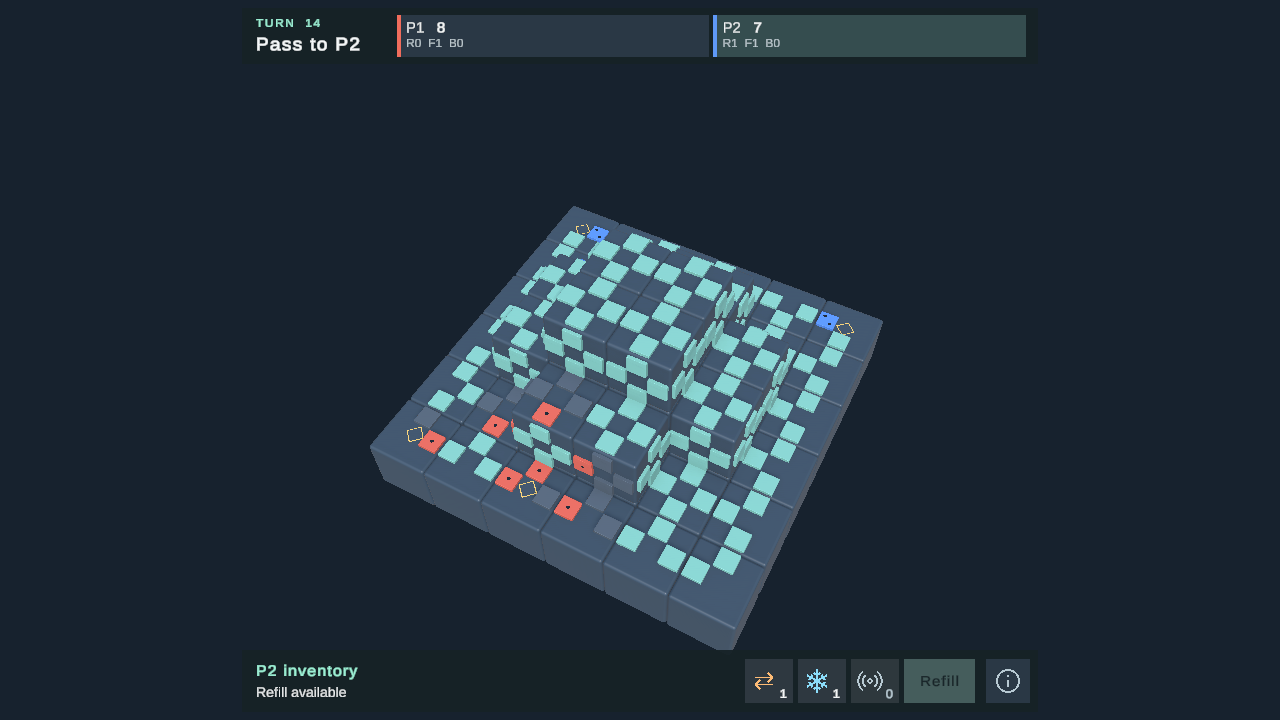 TURN 14
Pass to P2
P1 8
R0 F1 B0
P2 7
R1 F1 B0
P2 inventory
Refill available
1
1
0
Refill